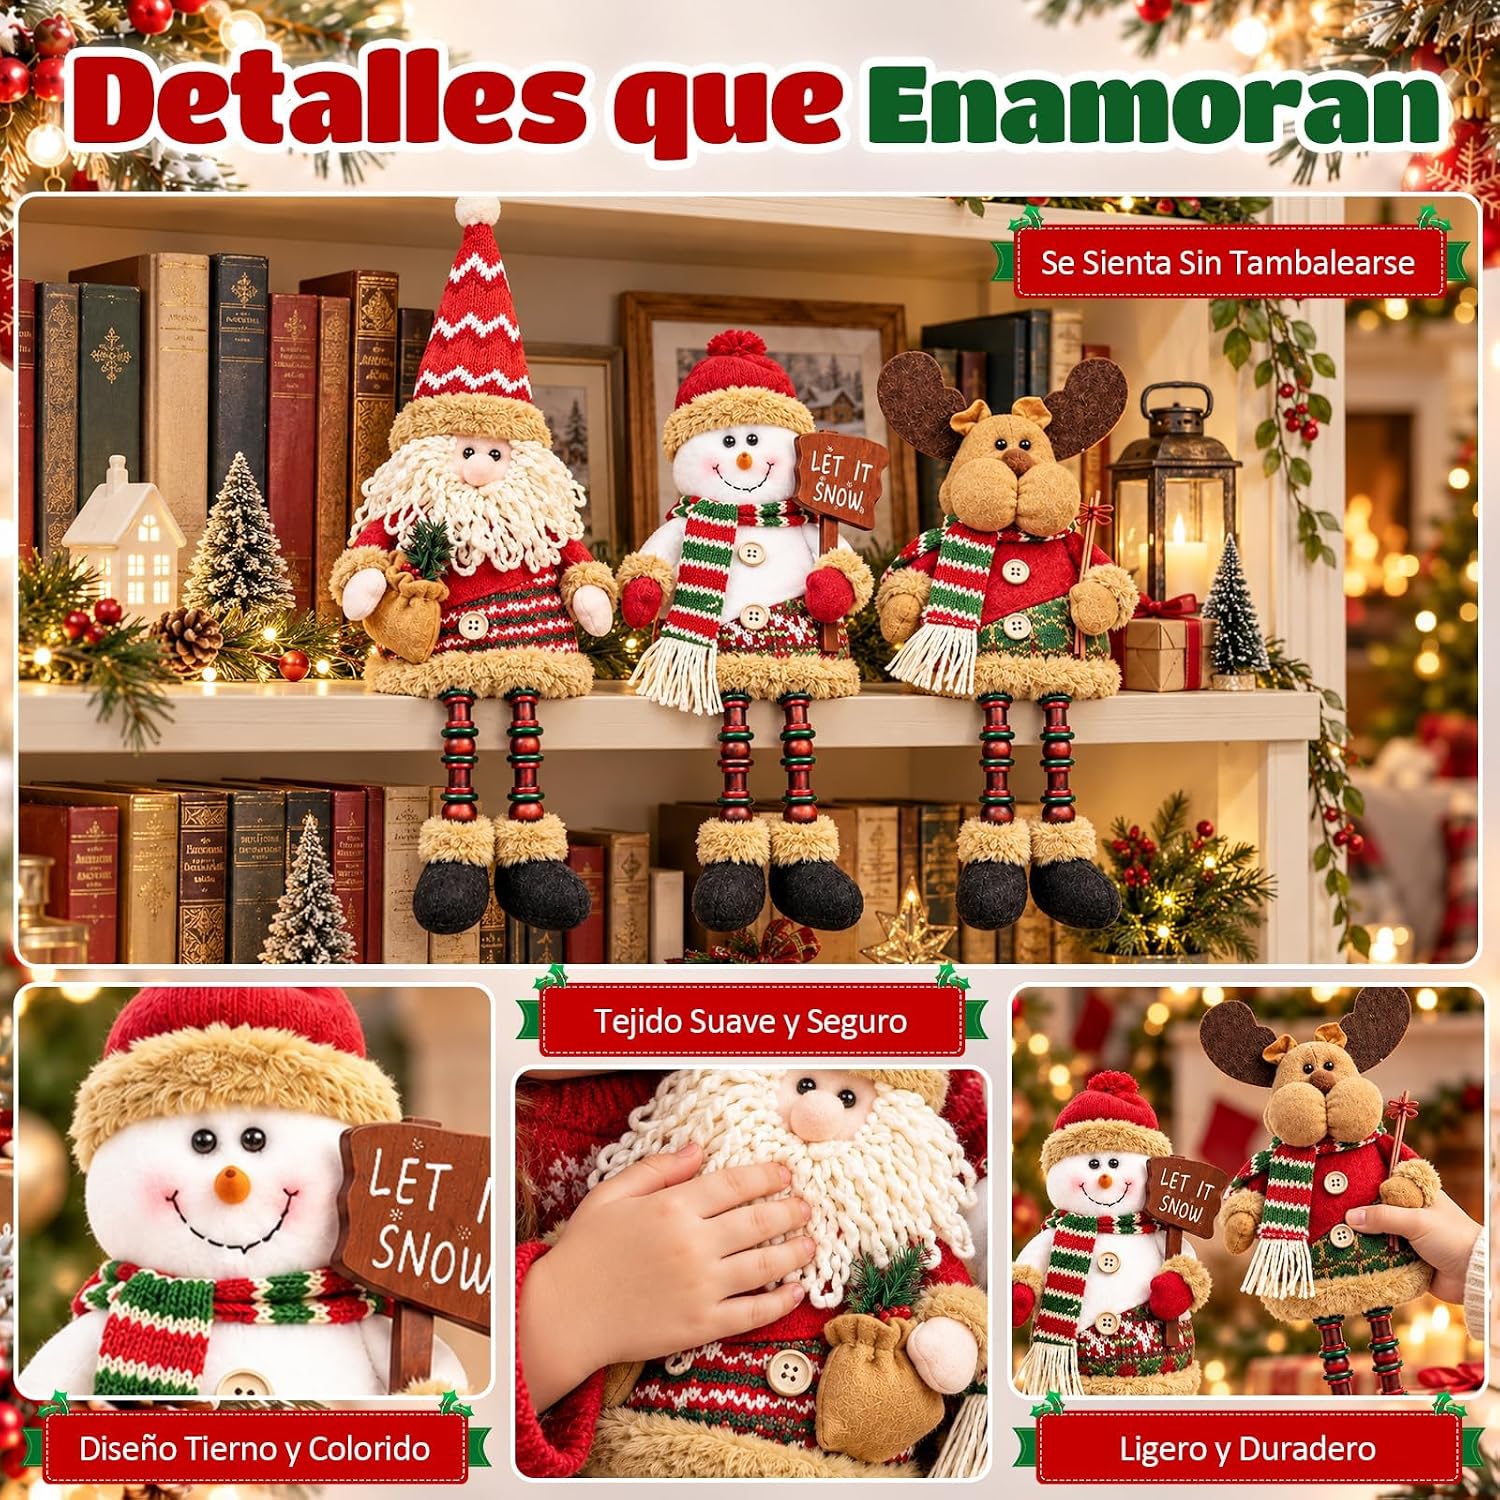 Detalles que Enamoran
Se Sienta Sin Tambalearse
LET IT
SNOW
Tejido Suave y Seguro
LET I
SNOW
LET IT
SNOW
Diseño Tierno y Colorido
Ligero y Duradero